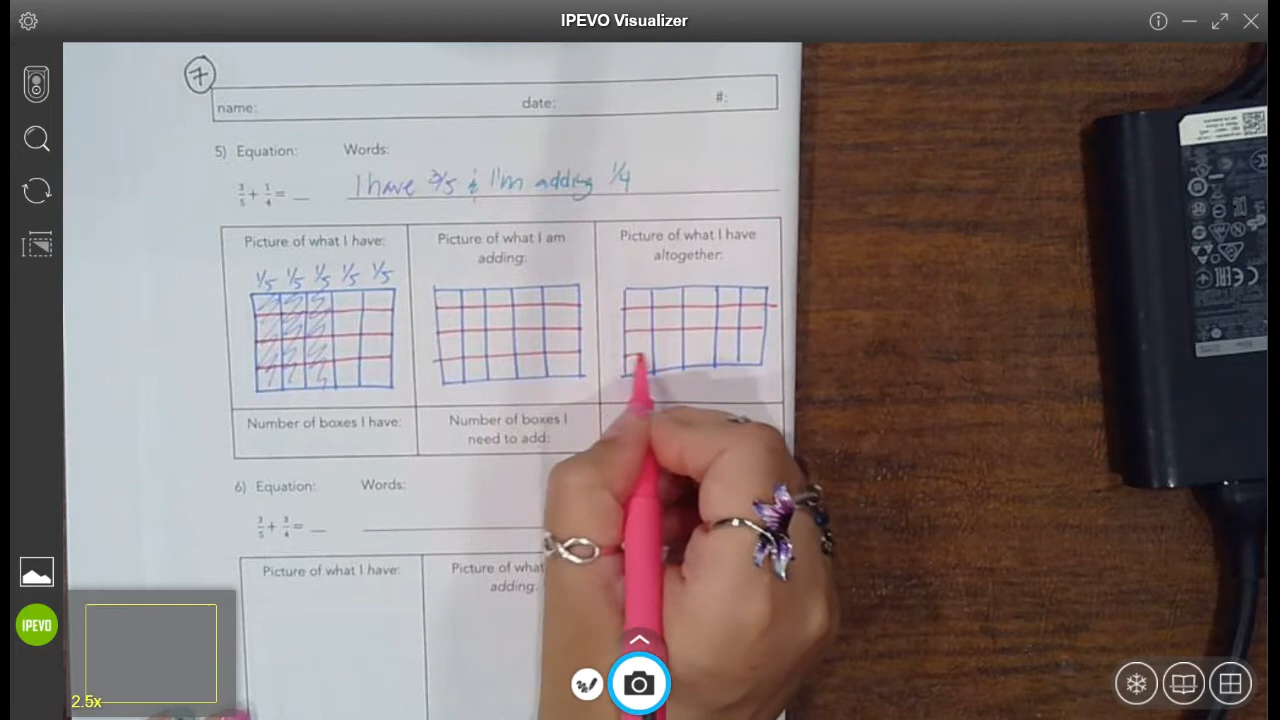 IPEVO Visualizer
7
name: date: #:
5) Equation: Words:
3/5 + 1/4 = __ I have 3/5 & I'm adding 1/4
Picture of what I have: Picture of what I am adding: Picture of what I have altogether:
1/5 1/5 1/5 1/5 1/5
Number of boxes I have: Number of boxes I need to add:
6) Equation: Words:
3/5 + 3/4 = __
Picture of what I have: Picture of what adding:
IPEVO
2.5x